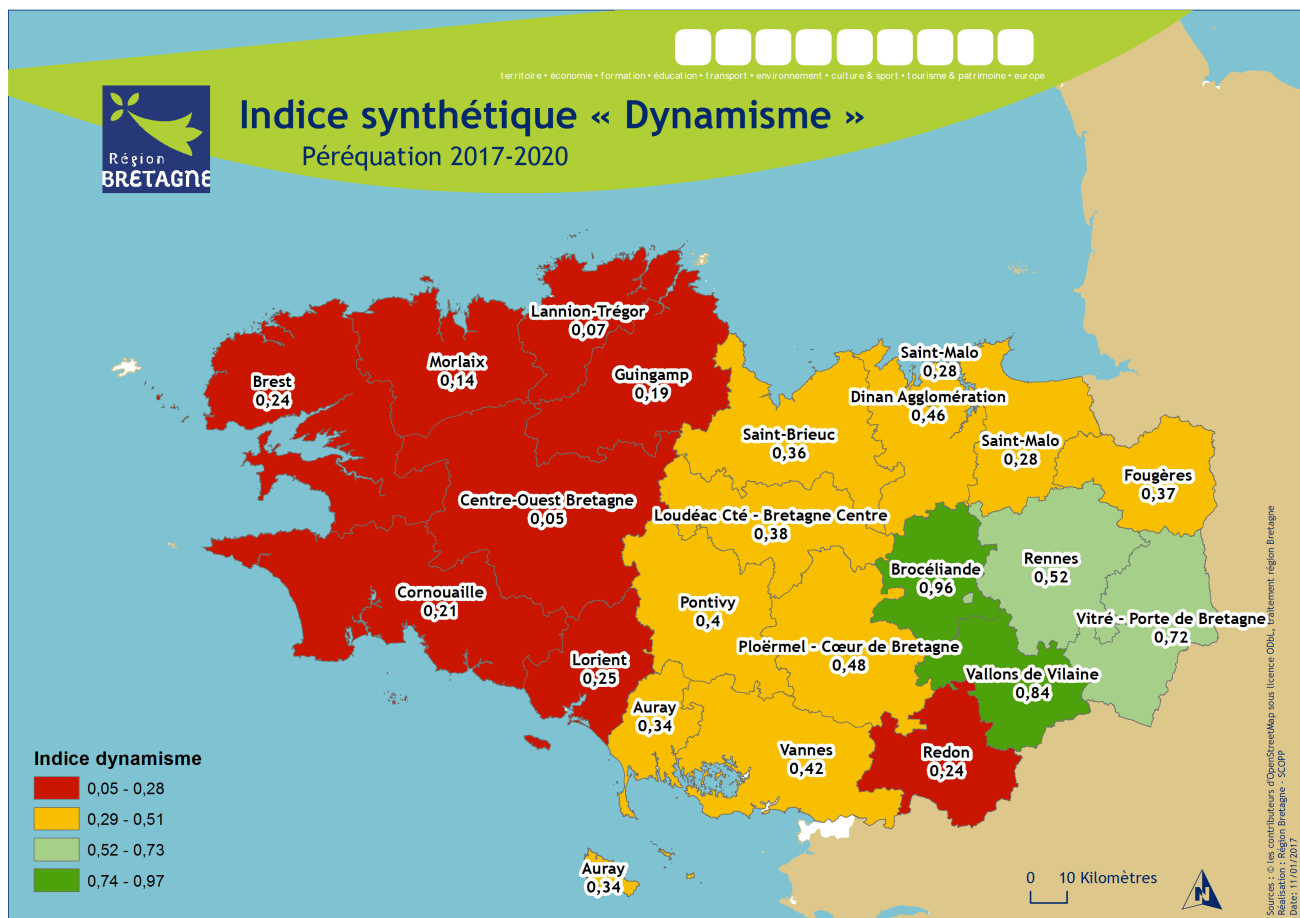 territoire • économie • formation • éducation • transport • environnement • culture & sport • tourisme & patrimoine • europe
Région
BRETAGNE
Indice synthétique « Dynamisme »
Péréquation 2017-2020
Lannion-Trégor
0,07
Morlaix
0,14
Guingamp
0,19
Brest
0,24
Saint-Malo
0,28
Dinan Agglomération
0,46
Saint-Brieuc
0,36
Saint-Malo
0,28
Fougères
0,37
Centre-Ouest Bretagne
0,05
Loudéac Cté - Bretagne Centre
0,38
Brocéliande
0,96
Rennes
0,52
Cornouaille
0,21
Pontivy
0,4
Vitré - Porte de Bretagne
0,72
Ploërmel - Cœur de Bretagne
0,48
Lorient
0,25
Vallons de Vilaine
0,84
Auray
0,34
Vannes
0,42
Redon
0,24
Auray
0,34
Indice dynamisme
0,05 - 0,28
0,29 - 0,51
0,52 - 0,73
0,74 - 0,97
0 10 Kilomètres
N
Sources : © les contributeurs d'OpenStreetMap sous licence ODbL, traitement région Bretagne
Réalisation : Région Bretagne - SCOPP
Date: 11/01/2017